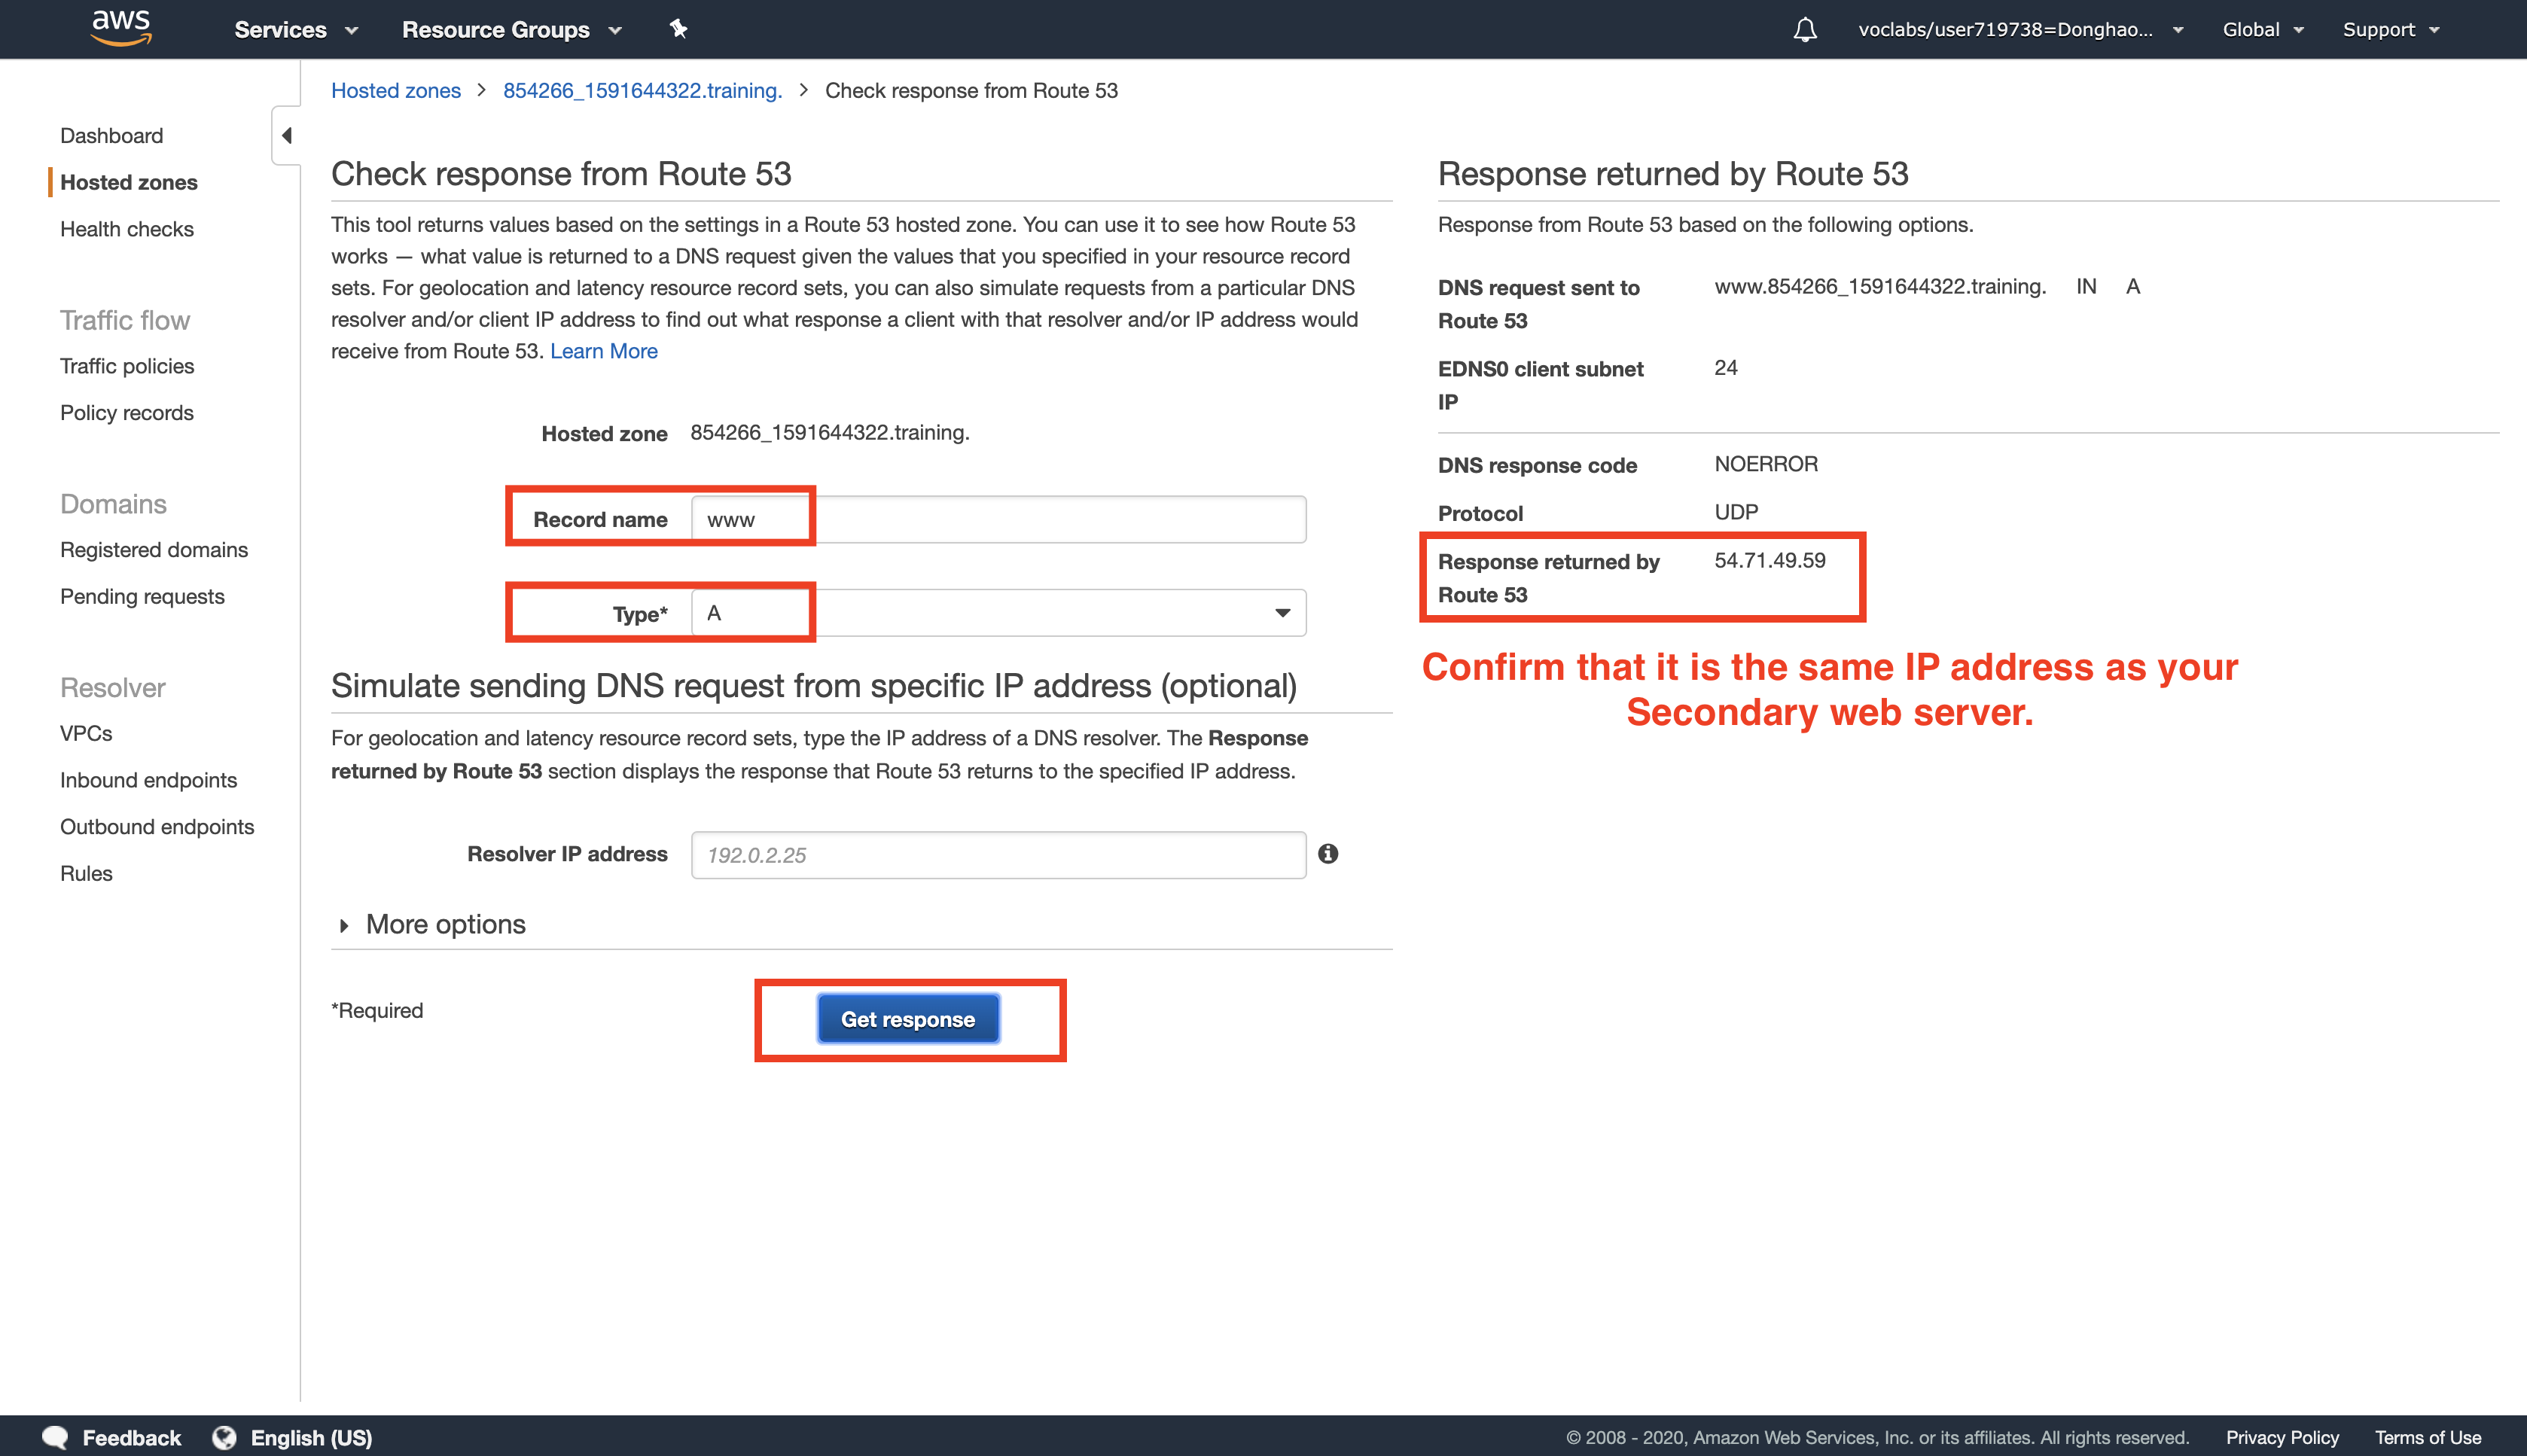 aws Services Resource Groups voclabs/user719738=Donghao... Global Support
Hosted zones > 854266_1591644322.training. > Check response from Route 53
Dashboard
Hosted zones
Health checks
Traffic flow
Traffic policies
Policy records
Domains
Registered domains
Pending requests
Resolver
VPCs
Inbound endpoints
Outbound endpoints
Rules
Check response from Route 53
This tool returns values based on the settings in a Route 53 hosted zone. You can use it to see how Route 53
works — what value is returned to a DNS request given the values that you specified in your resource record
sets. For geolocation and latency resource record sets, you can also simulate requests from a particular DNS
resolver and/or client IP address to find out what response a client with that resolver and/or IP address would
receive from Route 53. Learn More
Hosted zone 854266_1591644322.training.
Record name www
Type* A
Simulate sending DNS request from specific IP address (optional)
For geolocation and latency resource record sets, type the IP address of a DNS resolver. The Response
returned by Route 53 section displays the response that Route 53 returns to the specified IP address.
Resolver IP address 192.0.2.25
More options
*Required
Get response
Response returned by Route 53
Response from Route 53 based on the following options.
DNS request sent to www.854266_1591644322.training. IN A
Route 53
EDNS0 client subnet 24
IP
DNS response code NOERROR
Protocol UDP
Response returned by 54.71.49.59
Route 53
Confirm that it is the same IP address as your
Secondary web server.
Feedback English (US) © 2008 - 2020, Amazon Web Services, Inc. or its affiliates. All rights reserved. Privacy Policy Terms of Use